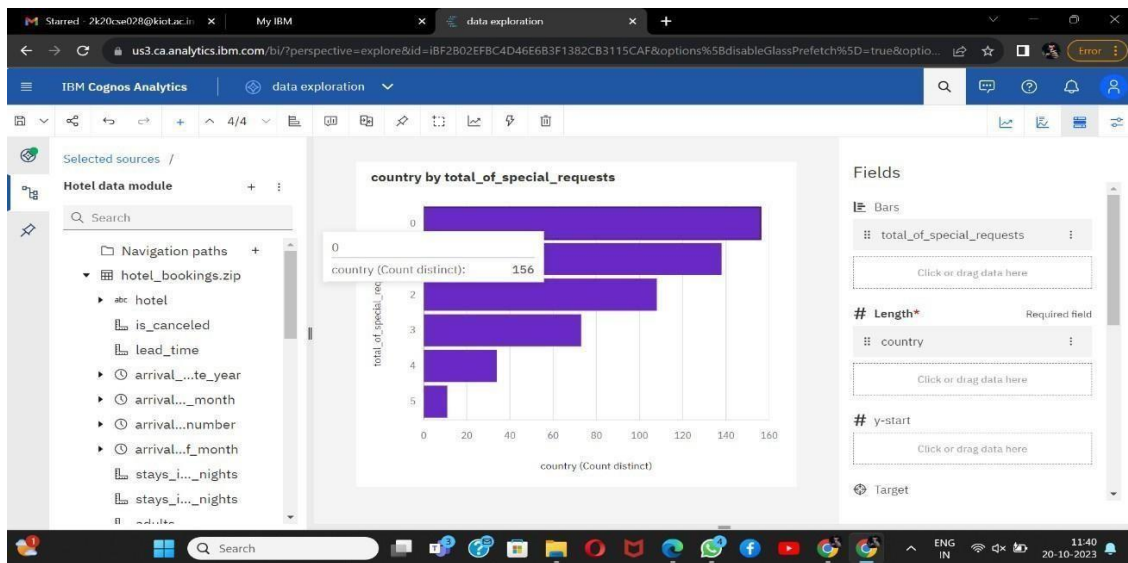 Starred - 2k20cse028@kiot.ac.in
My IBM
data exploration
us3.ca.analytics.ibm.com/bi/?perspective=explore&id=iBF2B02EFBC4D46E6B3F1382CB3115CAF&options%5BdisableGlassPrefetch%5D=true&optio...
Error
IBM Cognos Analytics
data exploration
4/4
Selected sources /
Hotel data module
Search
Navigation paths
hotel_bookings.zip
abc hotel
is_canceled
lead_time
arrival_...te_year
arrival..._month
arrival...number
arrival...f_month
stays_i..._nights
stays_i..._nights
adults
country by total_of_special_requests
0
0
country (Count distinct): 156
2
3
4
5
total_of_special_req
0 20 40 60 80 100 120 140 160
country (Count distinct)
Fields
Bars
total_of_special_requests
Click or drag data here
# Length* Required field
country
Click or drag data here
# y-start
Click or drag data here
Target
1
Search
3
4
ENG
IN
11:40
20-10-2023